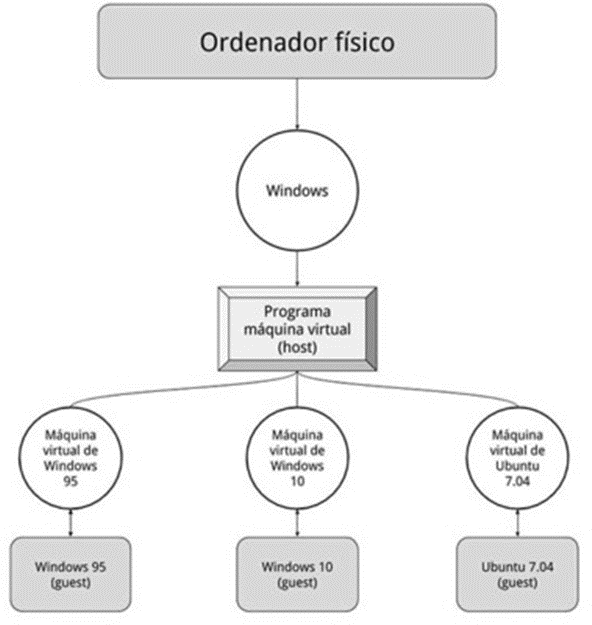 Ordenador físico
Windows
Programa
máquina virtual
(host)
Máquina
virtual de
Windows
95
Máquina
virtual de
Windows
10
Máquina
virtual de
Ubuntu
7.04
Windows 95
(guest)
Windows 10
(guest)
Ubuntu 7.04
(guest)